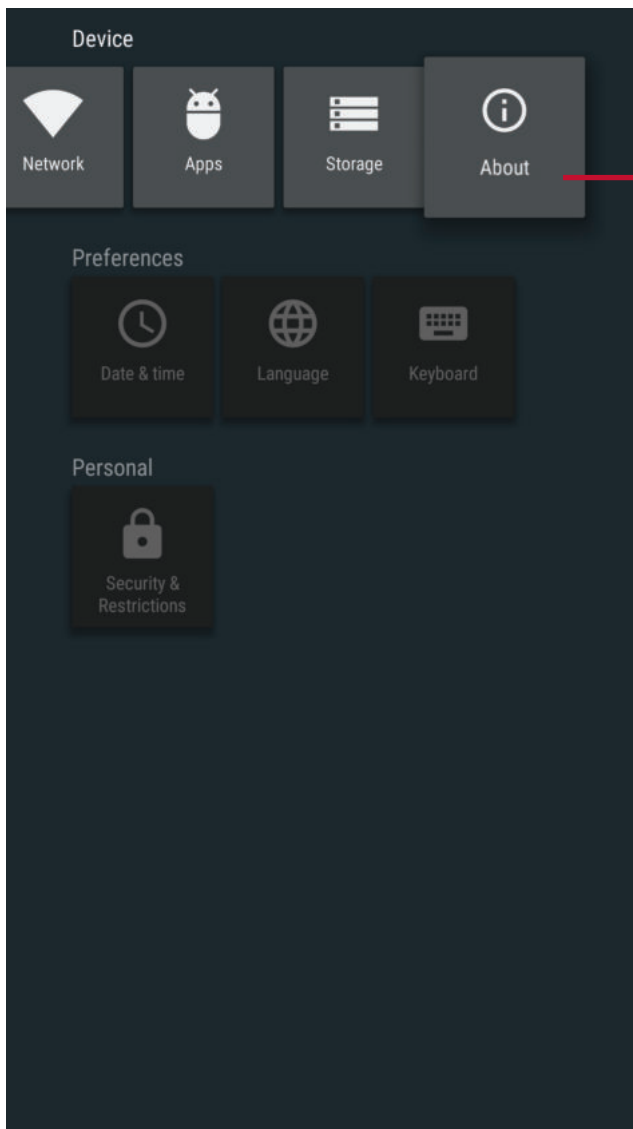 Device
Network
Apps
Storage
About
Preferences
Date & time
Language
Keyboard
Personal
Security &
Restrictions